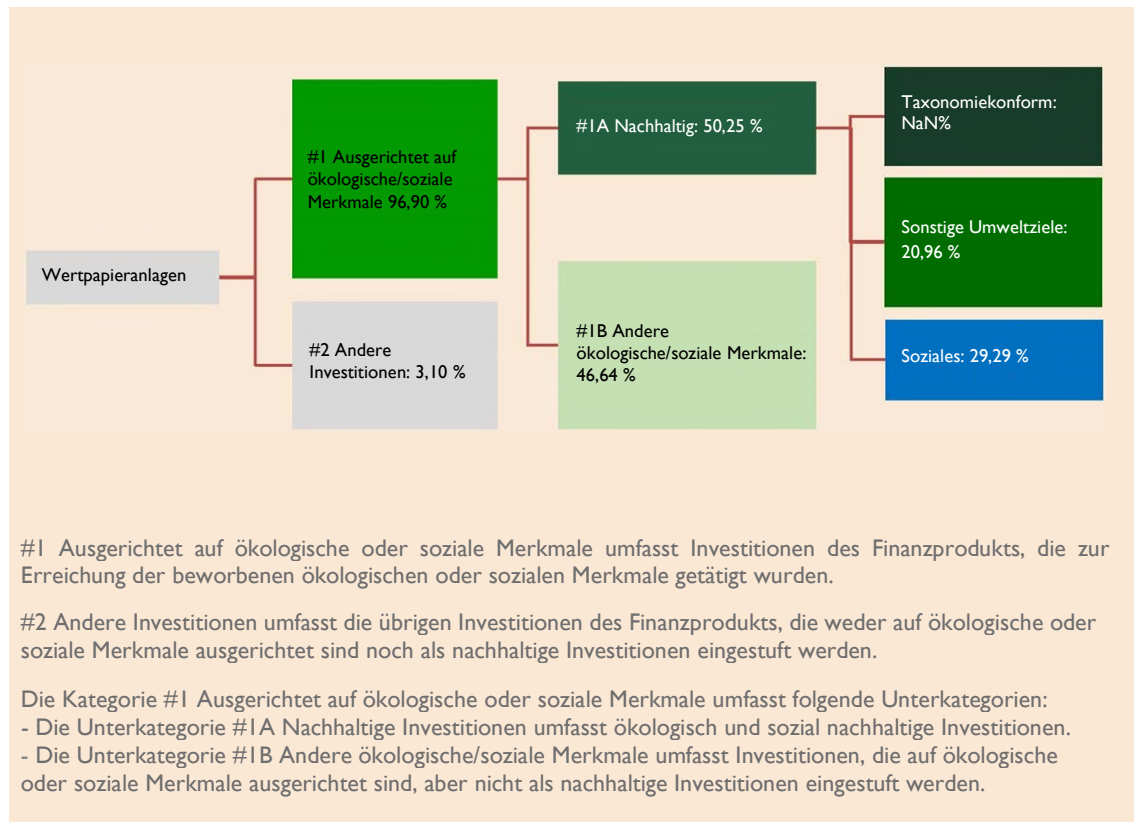 Wertpapieranlagen
#1 Ausgerichtet auf
ökologische/soziale
Merkmale 96,90 %
#2 Andere
Investitionen: 3,10 %
#1A Nachhaltig: 50,25 %
#1B Andere
ökologische/soziale Merkmale:
46,64 %
Taxonomiekonform:
NaN%
Sonstige Umweltziele:
20,96 %
Soziales: 29,29 %
#1 Ausgerichtet auf ökologische oder soziale Merkmale umfasst Investitionen des Finanzprodukts, die zur
Erreichung der beworbenen ökologischen oder sozialen Merkmale getätigt wurden.
#2 Andere Investitionen umfasst die übrigen Investitionen des Finanzprodukts, die weder auf ökologische oder
soziale Merkmale ausgerichtet sind noch als nachhaltige Investitionen eingestuft werden.
Die Kategorie #1 Ausgerichtet auf ökologische oder soziale Merkmale umfasst folgende Unterkategorien:
- Die Unterkategorie #1A Nachhaltige Investitionen umfasst ökologisch und sozial nachhaltige Investitionen.
- Die Unterkategorie #1B Andere ökologische/soziale Merkmale umfasst Investitionen, die auf ökologische
oder soziale Merkmale ausgerichtet sind, aber nicht als nachhaltige Investitionen eingestuft werden.